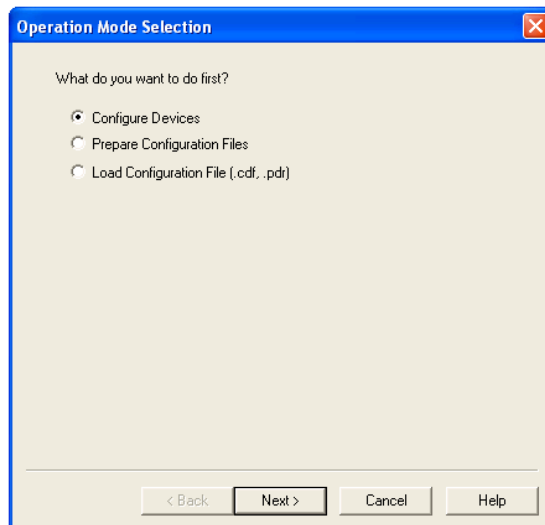 Operation Mode Selection
What do you want to do first?
Configure Devices
Prepare Configuration Files
Load Configuration File (.cdf, .pdr)
< Back Next > Cancel Help